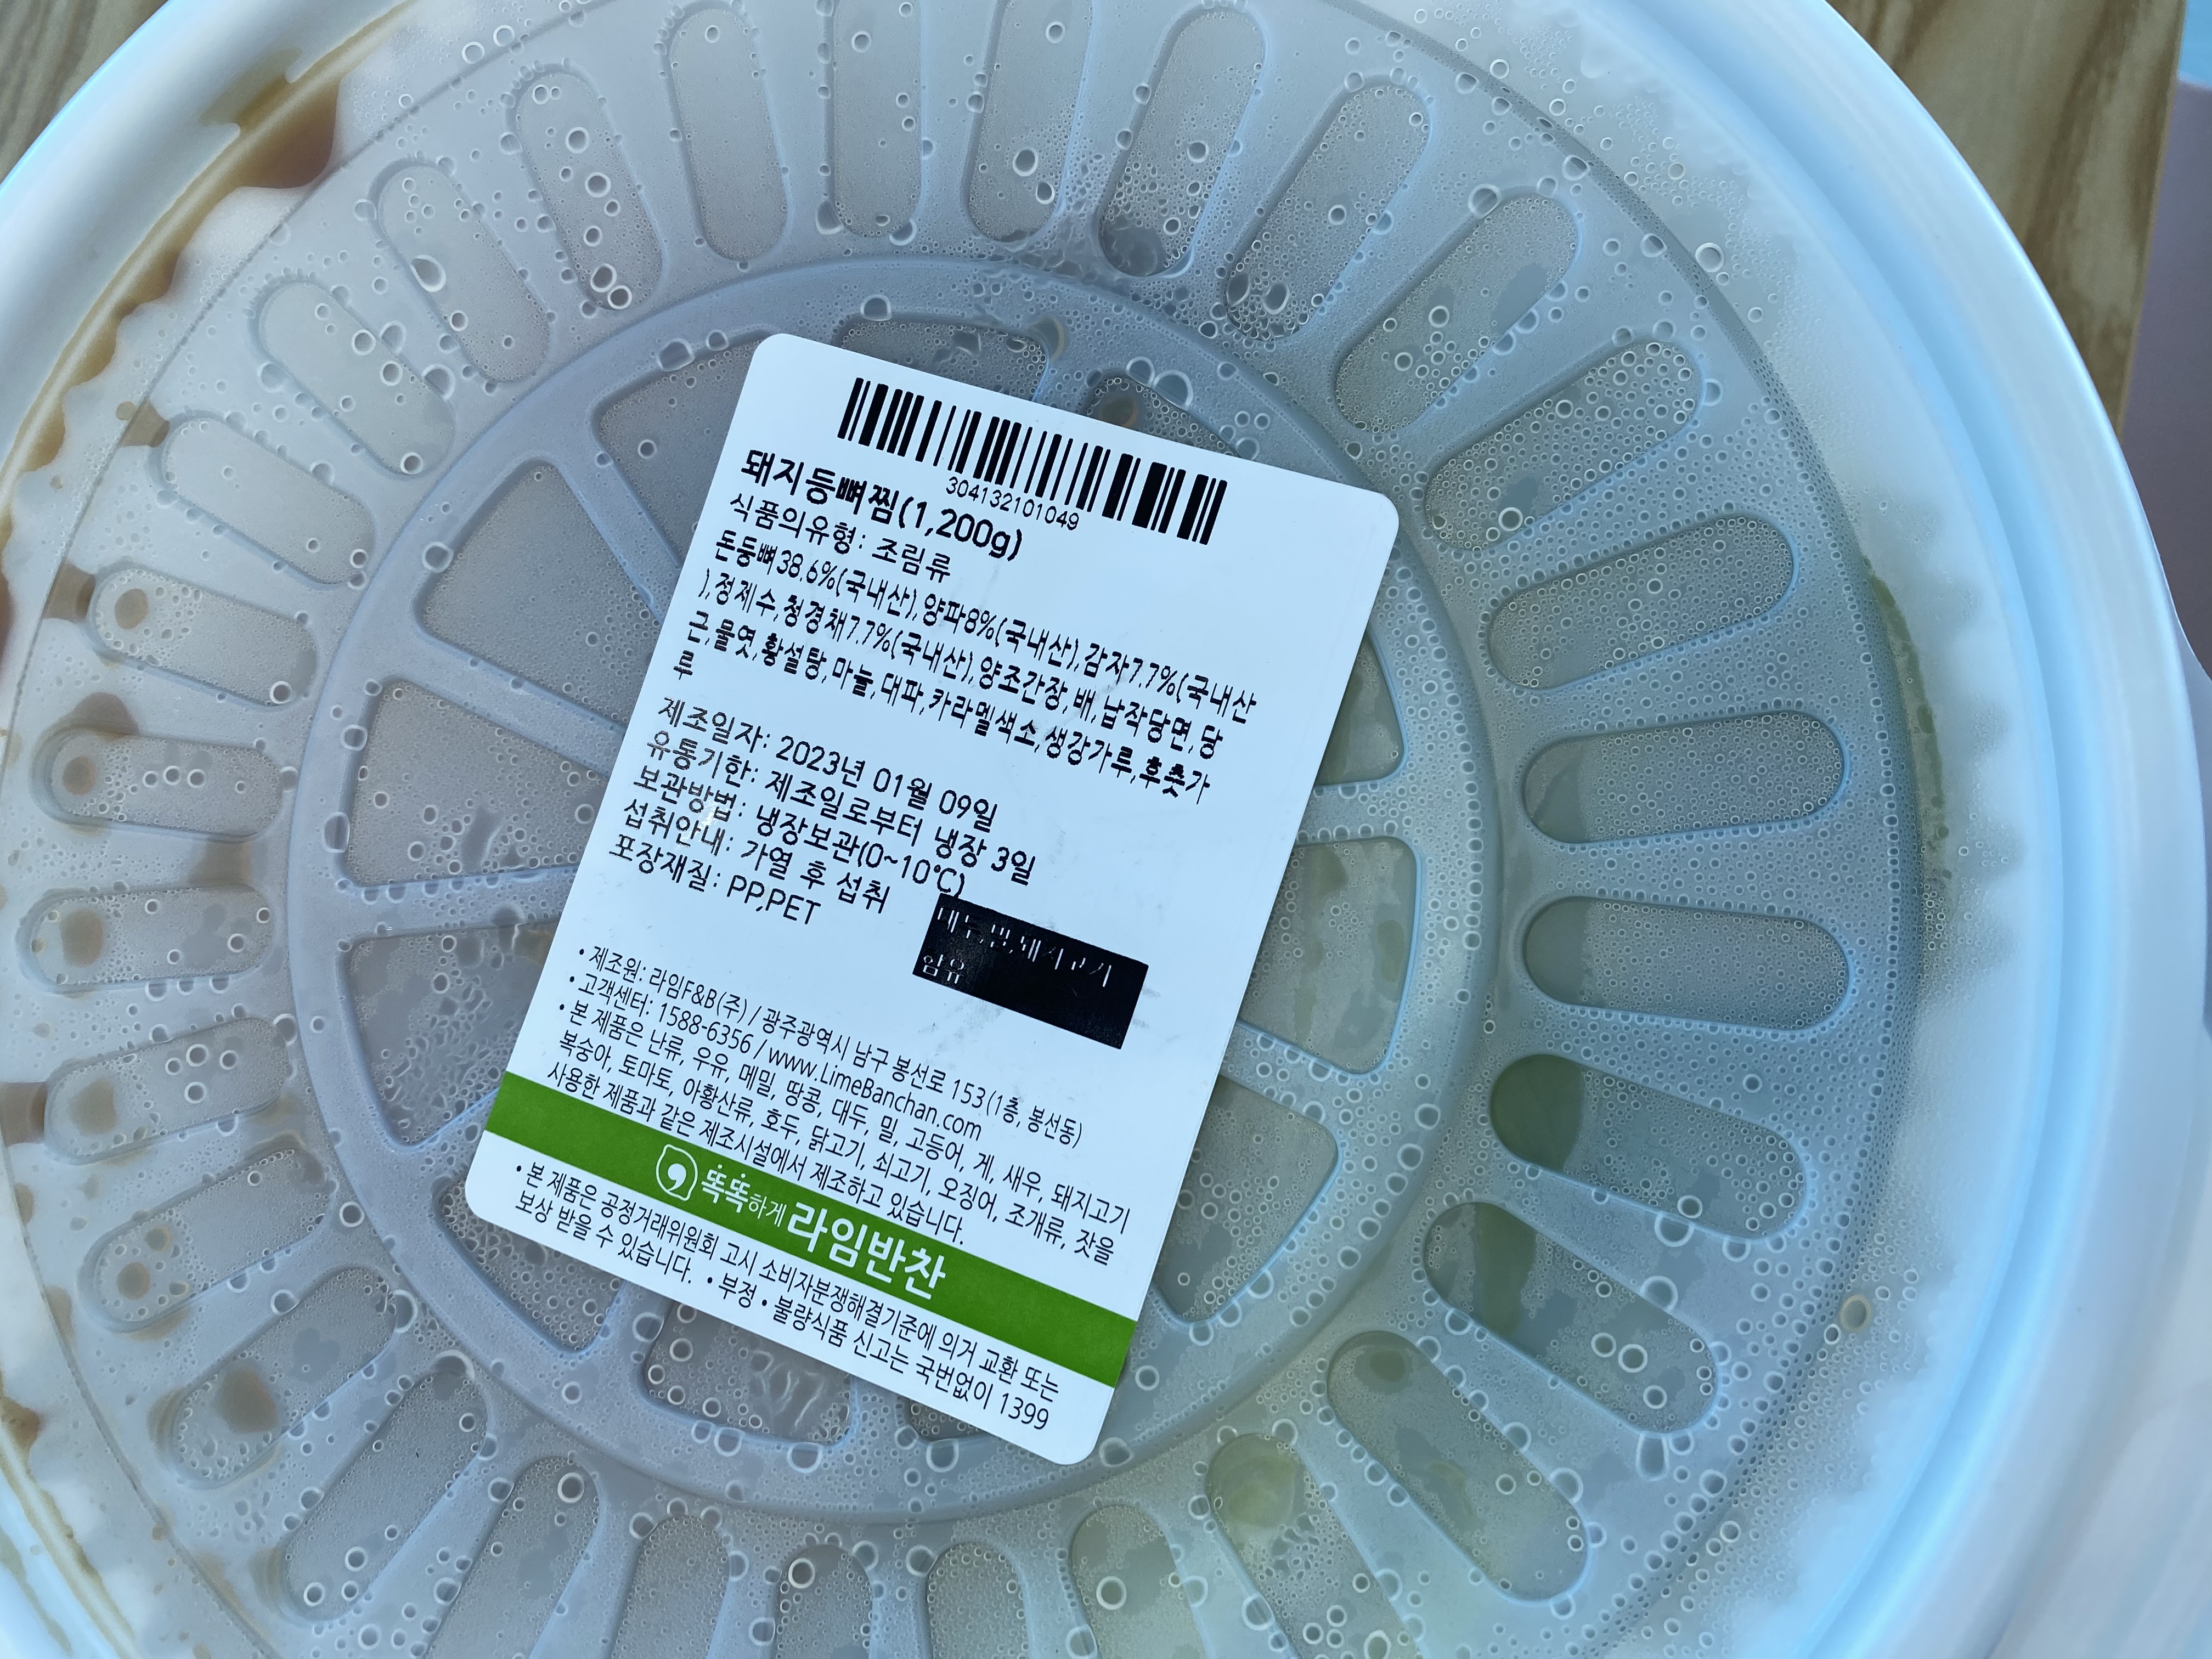 304132101049
돼지등뼈찜(1,200g)
식품의유형: 조림류
돈등뼈38.6%(국내산),양파8%(국내산),감자7.7%(국내산
),정제수,청경채7.7%(국내산),양조간장,배,납작당면,당
근,물엿,황설탕,마늘,대파,카라멜색소,생강가루,후춧가
루
제조일자: 2023년 01월 09일
유통기한: 제조일로부터 냉장 3일
보관방법: 냉장보관(0~10℃)
섭취안내: 가열 후 섭취
포장재질: PP,PET
대두,밀,돼지고기
함유
• 제조원: 라임F&B(주) / 광주광역시 남구 봉선로 153(1층, 봉선동)
• 고객센터: 1588-6356 / www.LimeBanchan.com
• 본 제품은 난류, 우유, 메밀, 땅콩, 대두, 밀, 고등어, 게, 새우, 돼지고기
복숭아, 토마토, 아황산류, 호두, 닭고기, 쇠고기, 오징어, 조개류, 잣을
사용한 제품과 같은 제조시설에서 제조하고 있습니다.
똑똑하게 라임반찬
• 본 제품은 공정거래위원회 고시 소비자분쟁해결기준에 의거 교환 또는
보상 받을 수 있습니다. • 부정 • 불량식품 신고는 국번없이 1399